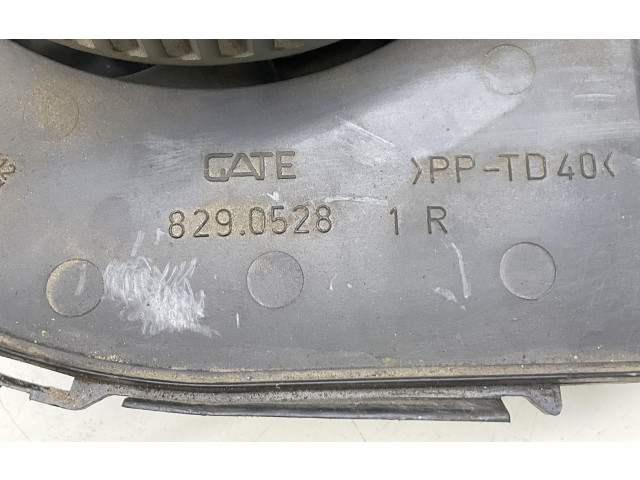 GATE >PP-TD40<
829.0528 1 R